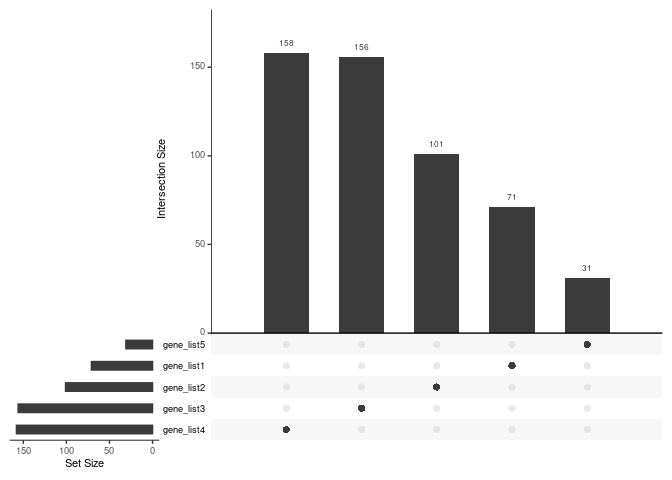 158
156
101
71
31
150
100
50
0
Intersection Size
gene_list5
gene_list1
gene_list2
gene_list3
gene_list4
150 100 50 0
Set Size